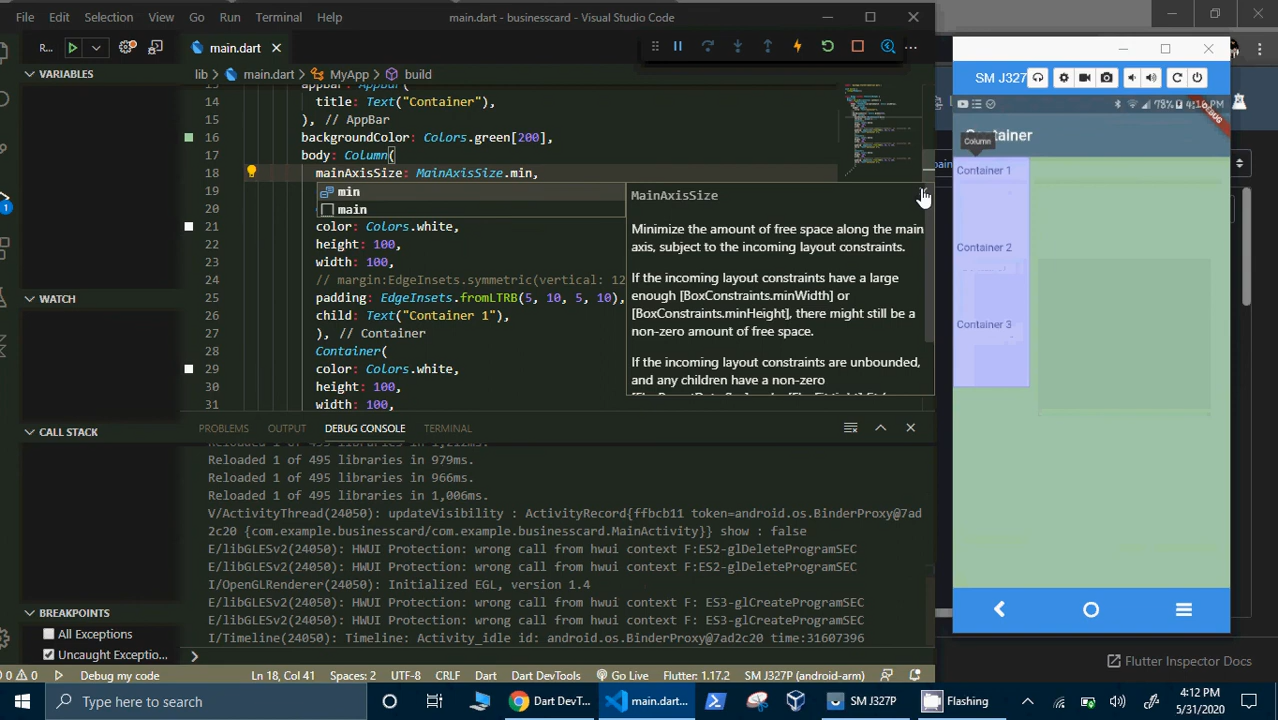 File Edit Selection View Go Run Terminal Help
main.dart - businesscard - Visual Studio Code
R...
main.dart
VARIABLES
lib > main.dart > MyApp > build
14 title: Text("Container"),
15 ), // AppBar
16 backgroundColor: Colors.green[200],
17 body: Column(
18 mainAxisSize: MainAxisSize.min,
19
min
20
main
21 color: Colors.white,
22 height: 100,
23 width: 100,
24 // margin:EdgeInsets.symmetric(vertical: 12
25 padding: EdgeInsets.fromLTRB(5, 10, 5, 10),
26 child: Text("Container 1"),
27 ), // Container
28 Container(
29 color: Colors.white,
30 height: 100,
31 width: 100,
MainAxisSize
Minimize the amount of free space along the main
axis, subject to the incoming layout constraints.
If the incoming layout constraints have a large
enough [BoxConstraints.minWidth] or
[BoxConstraints.minHeight], there might still be a
non-zero amount of free space.
If the incoming layout constraints are unbounded,
and any children have a non-zero
WATCH
CALL STACK
BREAKPOINTS
All Exceptions
Uncaught Exceptio...
PROBLEMS OUTPUT DEBUG CONSOLE TERMINAL
Reloaded 1 of 495 libraries in 979ms.
Reloaded 1 of 495 libraries in 966ms.
Reloaded 1 of 495 libraries in 1,006ms.
V/ActivityThread(24050): updateVisibility : ActivityRecord{ffbcb11 token=android.os.BinderProxy@7ad
2c20 {com.example.businesscard/com.example.businesscard.MainActivity}} show : false
E/libGLESv2(24050): HWUI Protection: wrong call from hwui context F:ES2-glDeleteProgramSEC
E/libGLESv2(24050): HWUI Protection: wrong call from hwui context F:ES2-glDeleteProgramSEC
I/OpenGLRenderer(24050): Initialized EGL, version 1.4
E/libGLESv2(24050): HWUI Protection: wrong call from hwui context F: ES3-glCreateProgramSEC
E/libGLESv2(24050): HWUI Protection: wrong call from hwui context F: ES3-glCreateProgramSEC
I/Timeline(24050): Timeline: Activity_idle id: android.os.BinderProxy@7ad2c20 time:31607396
0 0 Debug my code Ln 18, Col 41 Spaces: 2 UTF-8 CRLF Dart Dart DevTools Go Live Flutter: 1.17.2 SM J327P (android-arm)
SM J327
78% 4:10 PM
DEBUG
Column
Container 1
Container 2
Container 3
Flutter Inspector Docs
Type here to search
Dart DevTo...
main.dart...
SM J327P
Flashing
4:12 PM
5/31/2020
1